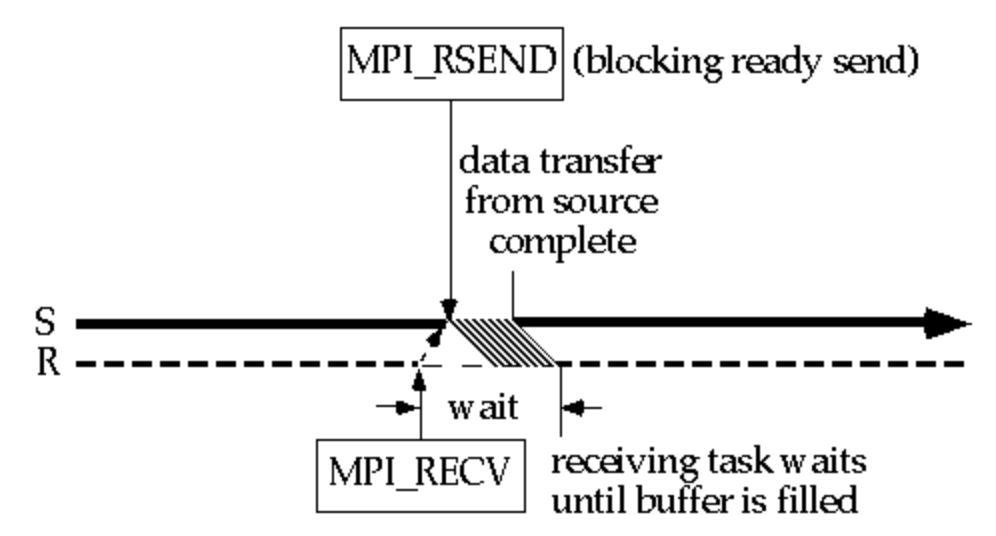 MPI_RSEND (blocking ready send)
data transfer
from source
complete
S
R
wait
MPI_RECV
receiving task waits
until buffer is filled